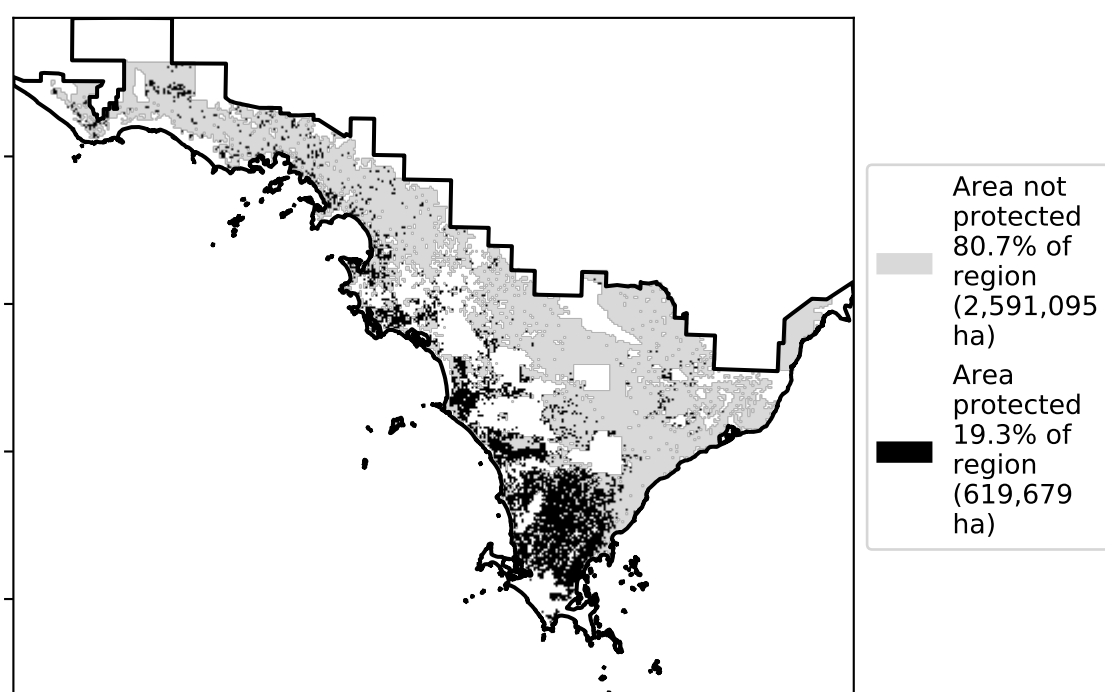 Area not
protected
80.7% of
region
(2,591,095
ha)
Area
protected
19.3% of
region
(619,679
ha)